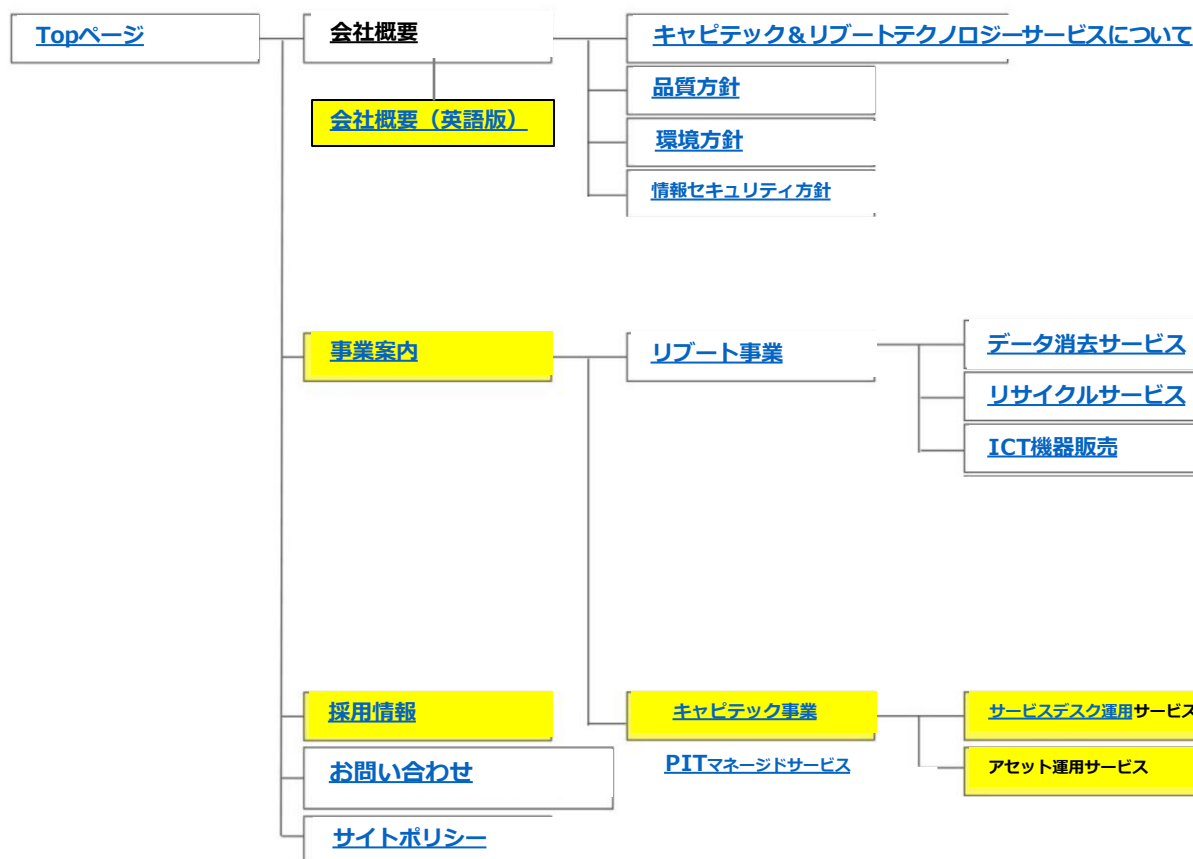 Topページ
会社概要
キャピテック＆リブートテクノロジーサービスについて
品質方針
会社概要（英語版）
環境方針
情報セキュリティ方針
事業案内
リブート事業
データ消去サービス
リサイクルサービス
ICT機器販売
採用情報
キャピテック事業
サービスデスク運用サービス
お問い合わせ
PITマネージドサービス
アセット運用サービス
サイトポリシー